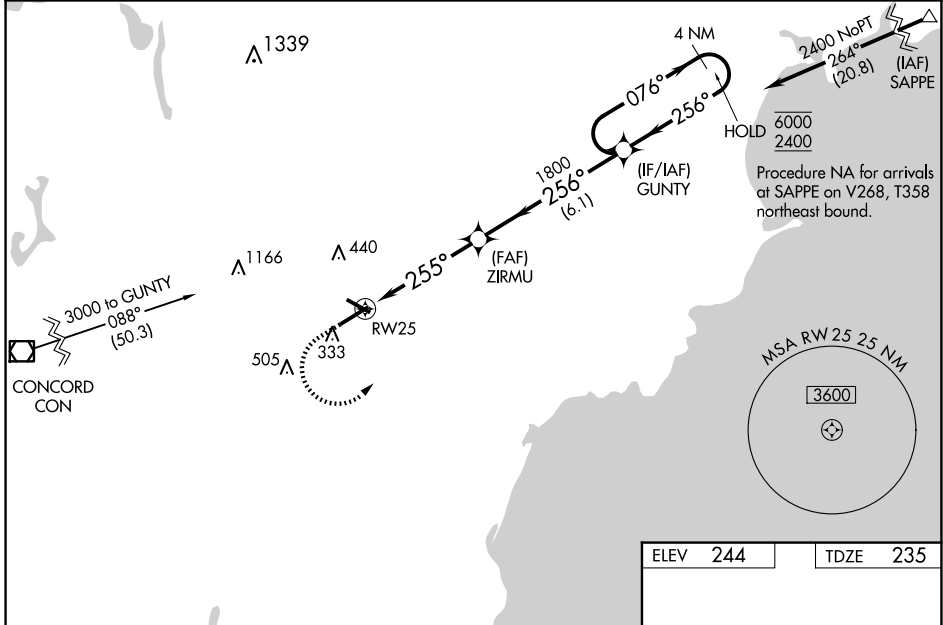 1339
4 NM
2400 NoPT
264°
(20.8)
(IAF)
SAPPE
076°
256°
HOLD
6000
2400
Procedure NA for arrivals
at SAPPE on V268, T358
northeast bound.
(IF/IAF)
GUNTY
1800
256°
(6.1)
(FAF)
ZIRMU
1166
440
255°
3000 to GUNTY
088°
(50.3)
RW25
333
505
CONCORD
CON
MSA RW 25 25 NM
3600
ELEV 244
TDZE 235